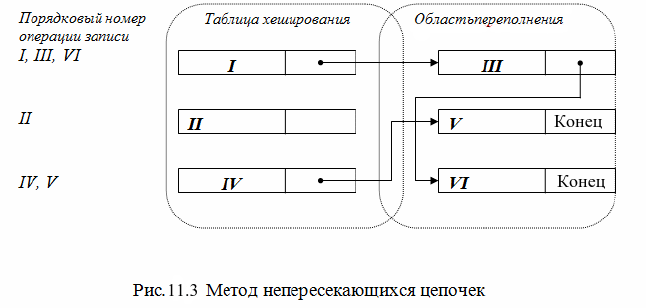 Порядковый номер
операции записи
Таблица хеширования
Областьпереполнения
I, III, VI
I
III
II
II
V
Конец
IV, V
IV
VI
Конец
Рис.11.3 Метод непересекающихся цепочек